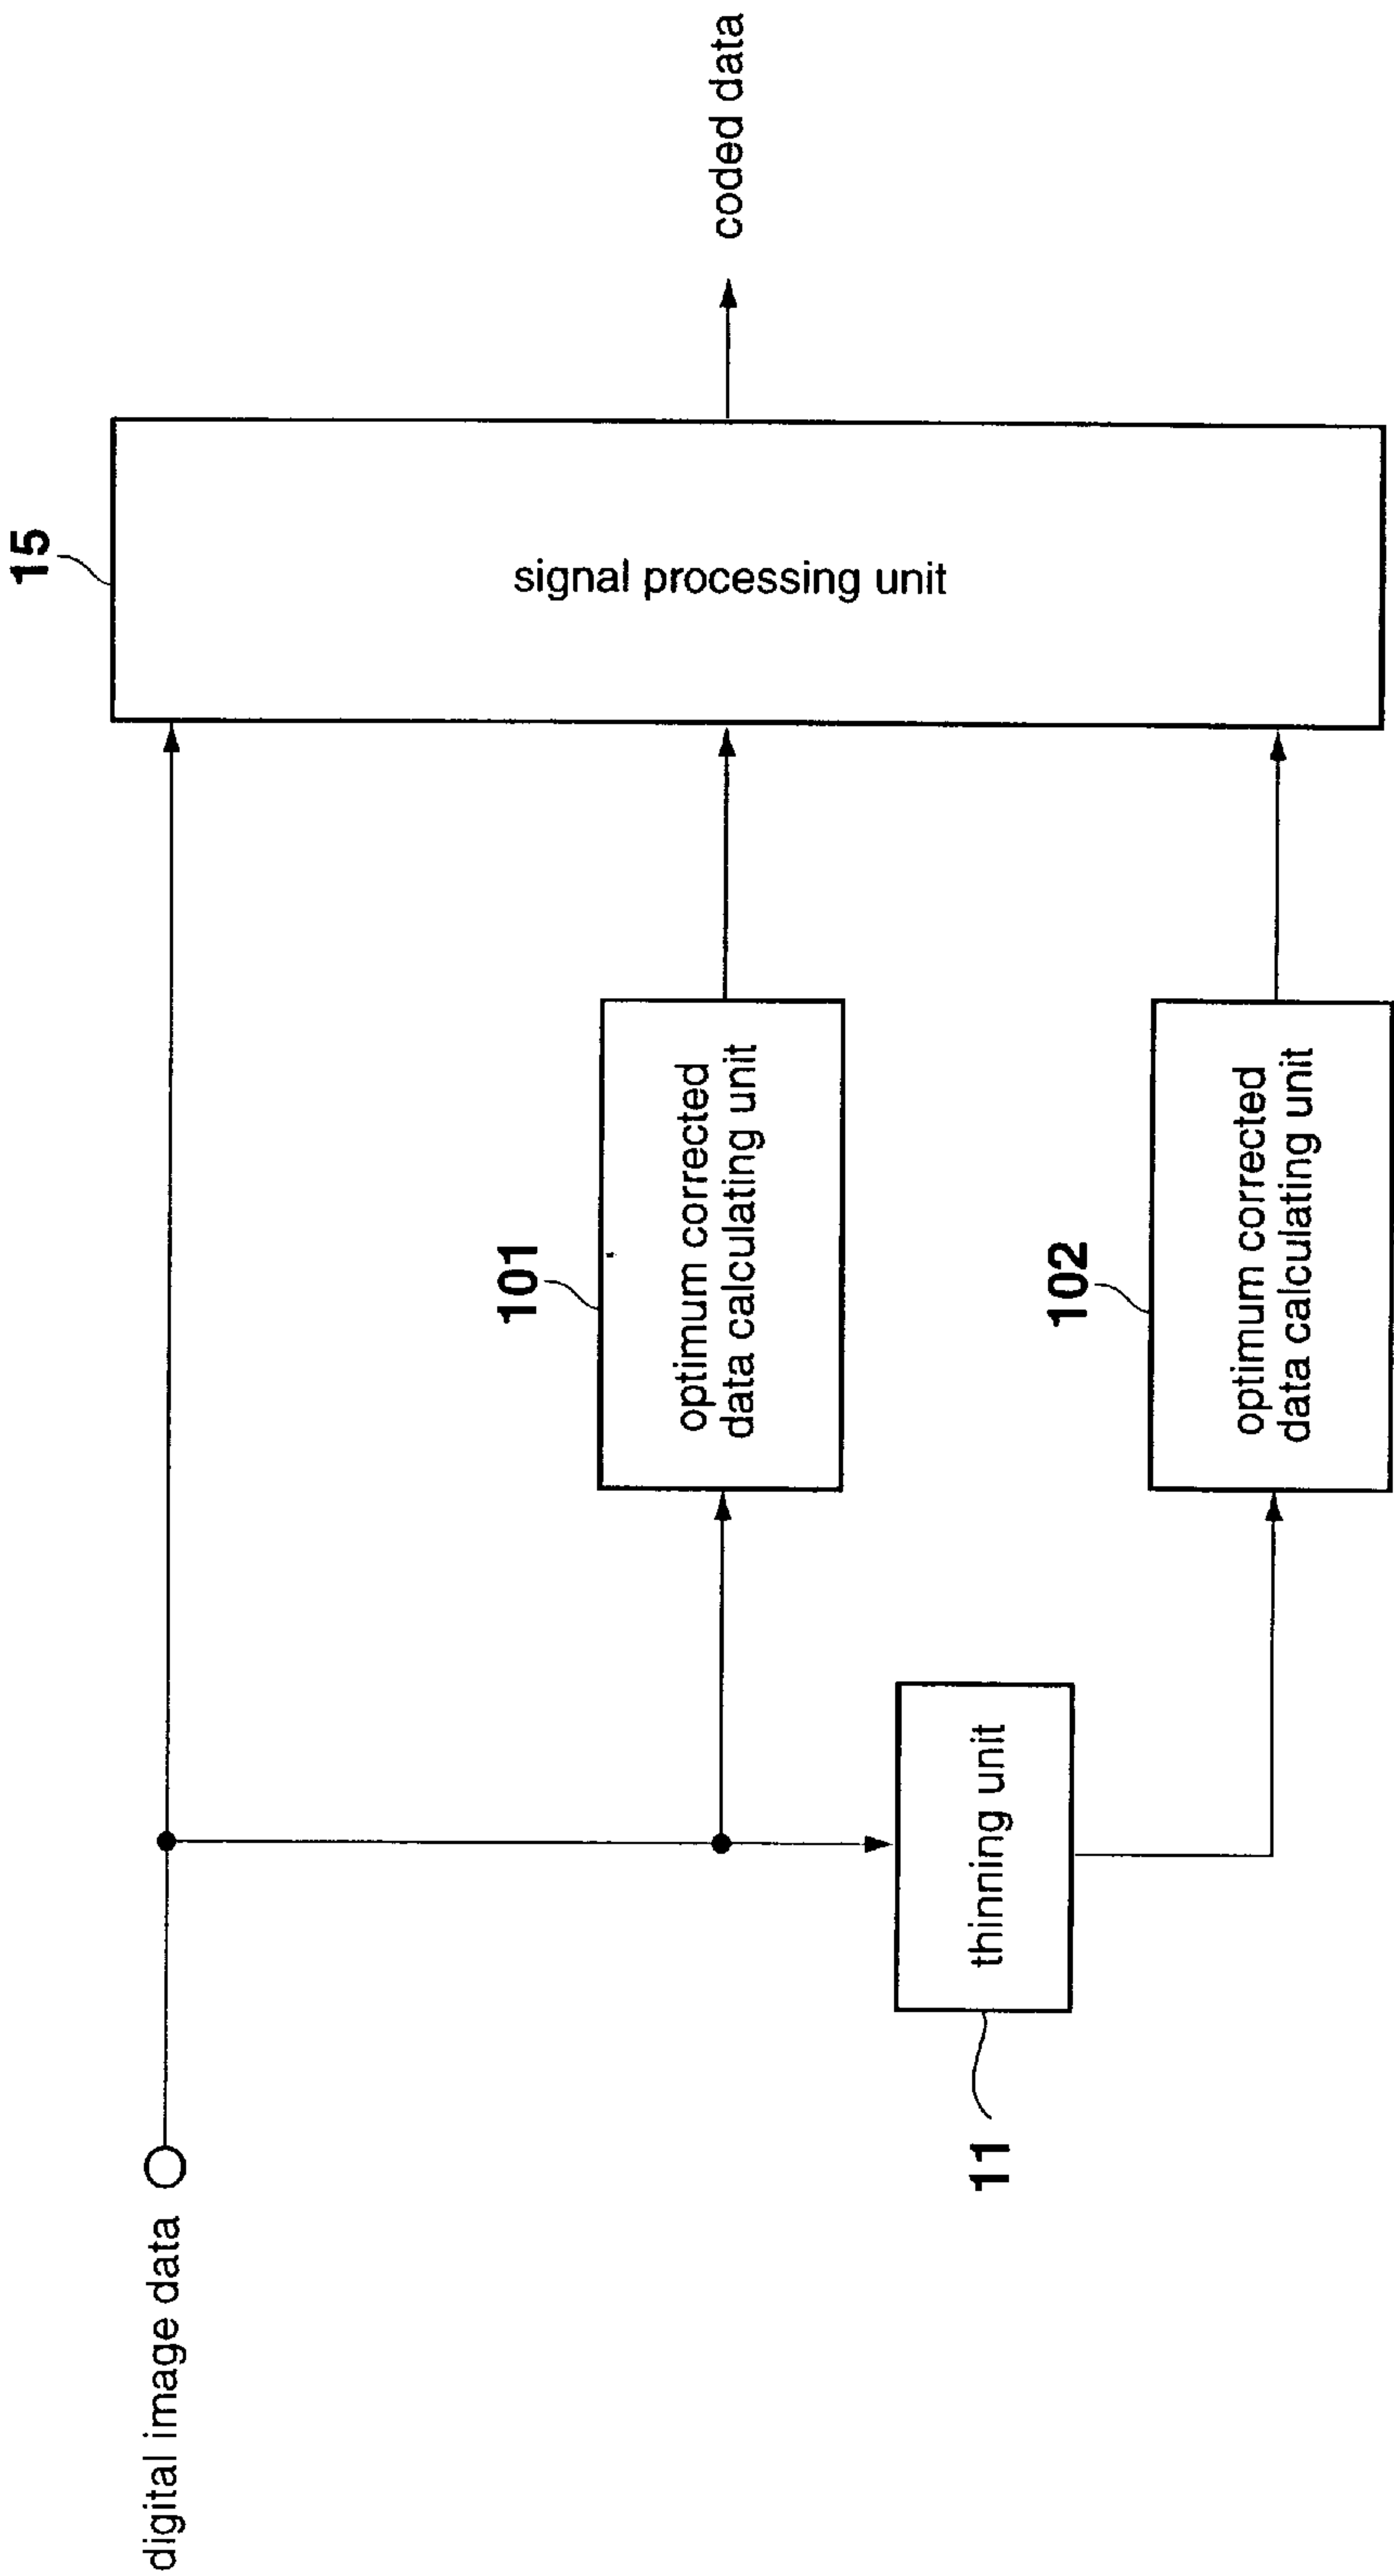 digital image data
11
thinning unit
101
optimum corrected
data calculating unit
102
optimum corrected
data calculating unit
15
signal processing unit
coded data